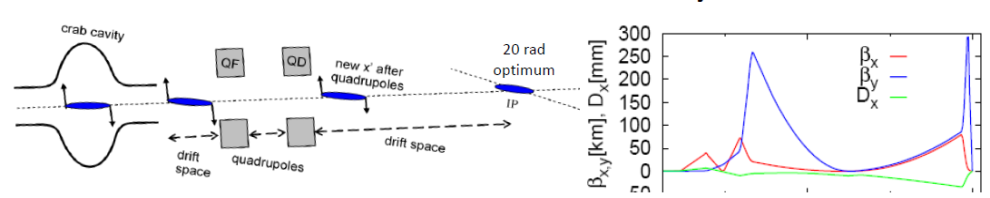 crab cavity
QF
QD
new x' after
quadrupoles
20 rad
optimum
IP
drift
space
quadrupoles
drift space
βx,y[km], Dx[mm]
300
250
200
150
100
50
0
50
βx
βy
Dx